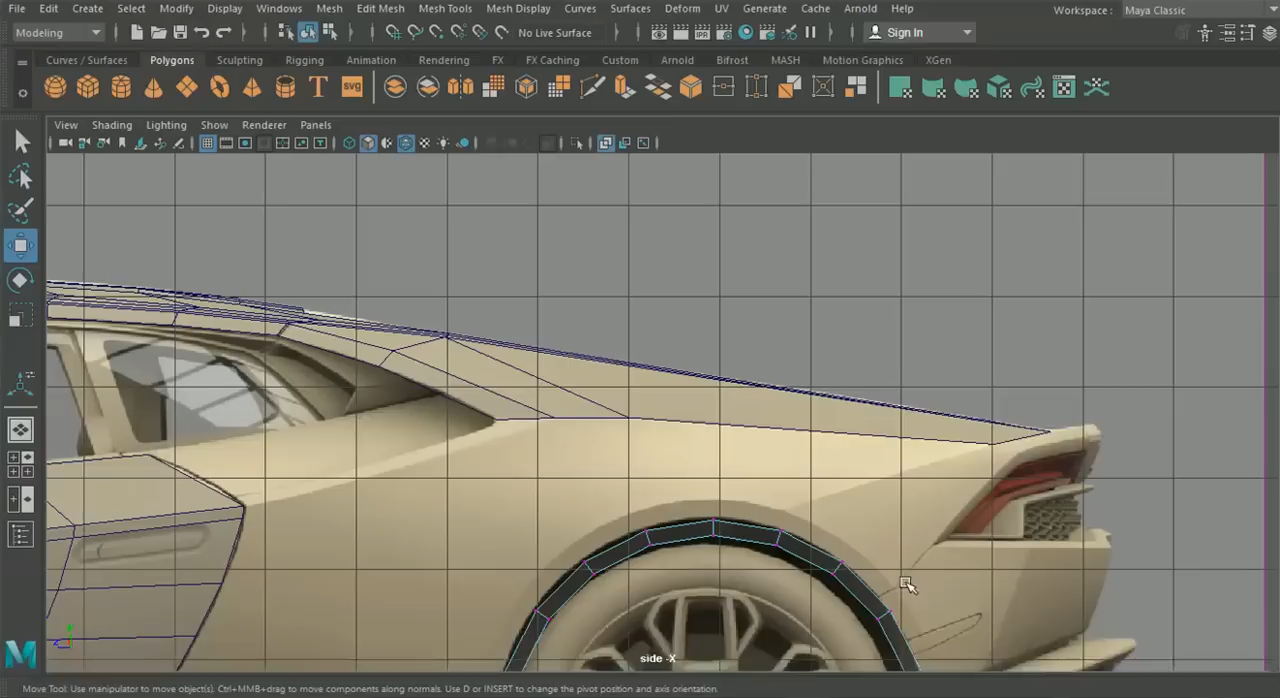 File Edit Create Select Modify Display Windows Mesh Edit Mesh Mesh Tools Mesh Display Curves Surfaces Deform UV Generate Cache Arnold Help Workspace : Maya Classic
Modeling No Live Surface Sign In
Curves / Surfaces Polygons Sculpting Rigging Animation Rendering FX FX Caching Custom Arnold Bifrost MASH Motion Graphics XGen
T SVG
View Shading Lighting Show Renderer Panels
side -X
Move Tool: Use manipulator to move object(s). Ctrl+MMB+drag to move components along normals. Use D or INSERT to change the pivot position and axis orientation.